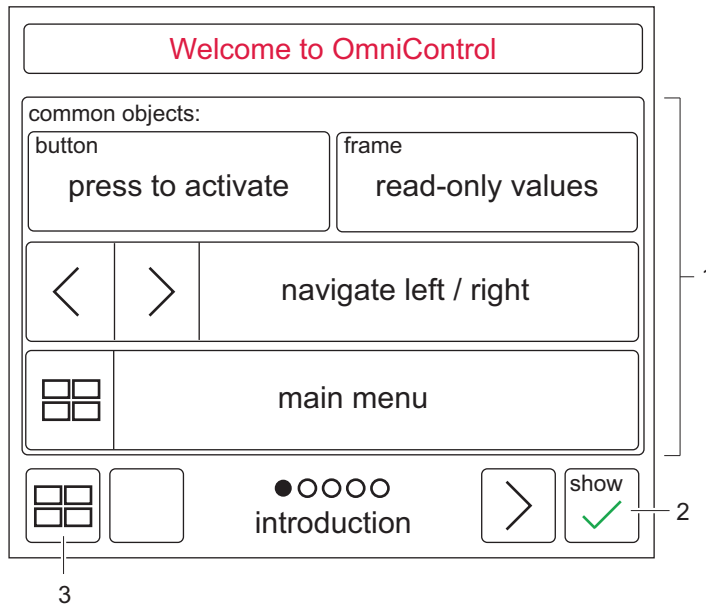 Welcome to OmniControl
common objects:
button
press to activate
frame
read-only values
1
navigate left / right
main menu
show
2
introduction
3